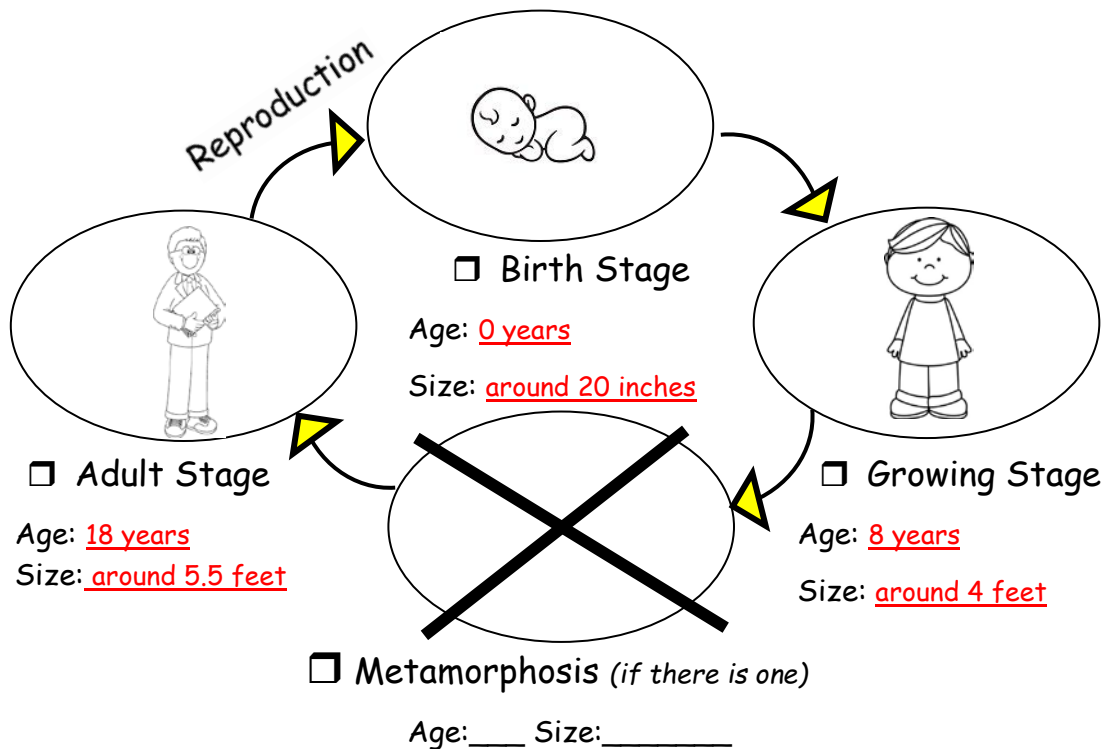 Reproduction
❒ Birth Stage
Age: 0 years
Size: around 20 inches
❒ Growing Stage
Age: 8 years
Size: around 4 feet
❒ Metamorphosis (if there is one)
Age:___ Size:_______
❒ Adult Stage
Age: 18 years
Size: around 5.5 feet